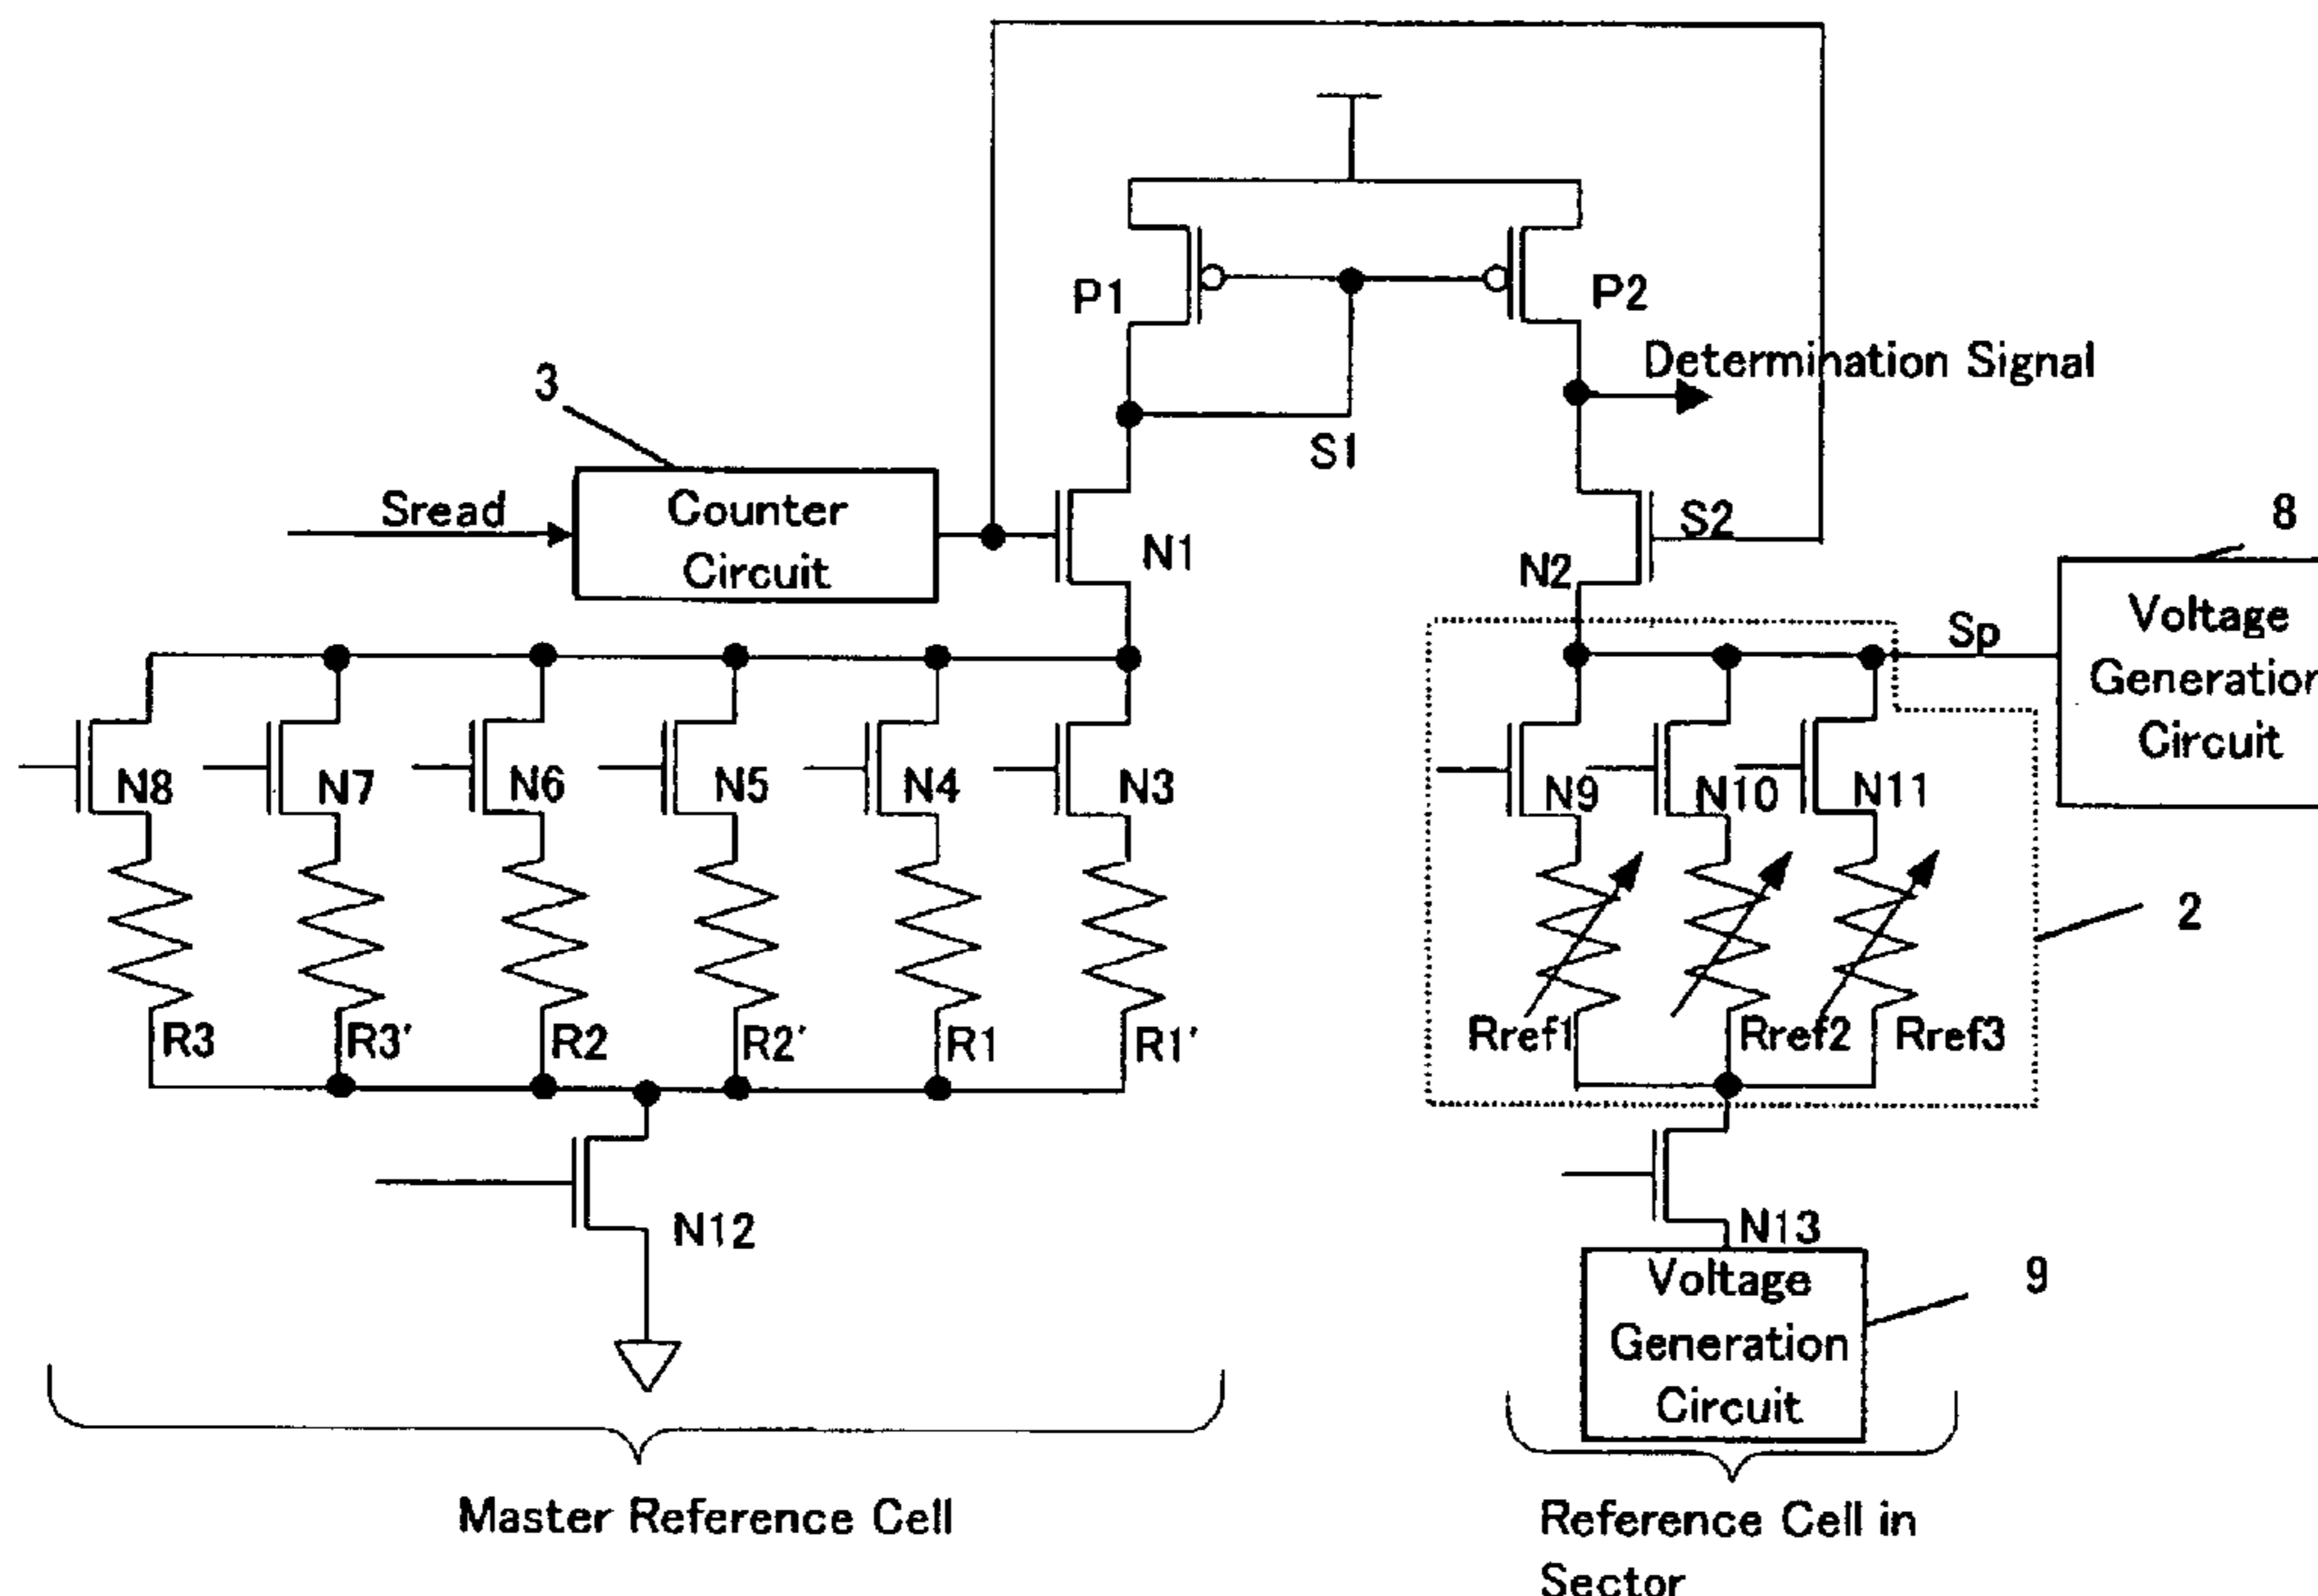 P1
P2
Determination Signal
3
S1
Sread
Counter
Circuit
N1
S2
N2
8
Voltage
Generation
Circuit
Sp
N8
N7
N6
N5
N4
N3
N9
N10
N11
2
R3
R3'
R2
R2'
R1
R1'
Rref1
Rref2
Rref3
N12
N13
Voltage
Generation
Circuit
9
Master Reference Cell
Reference Cell in
Sector